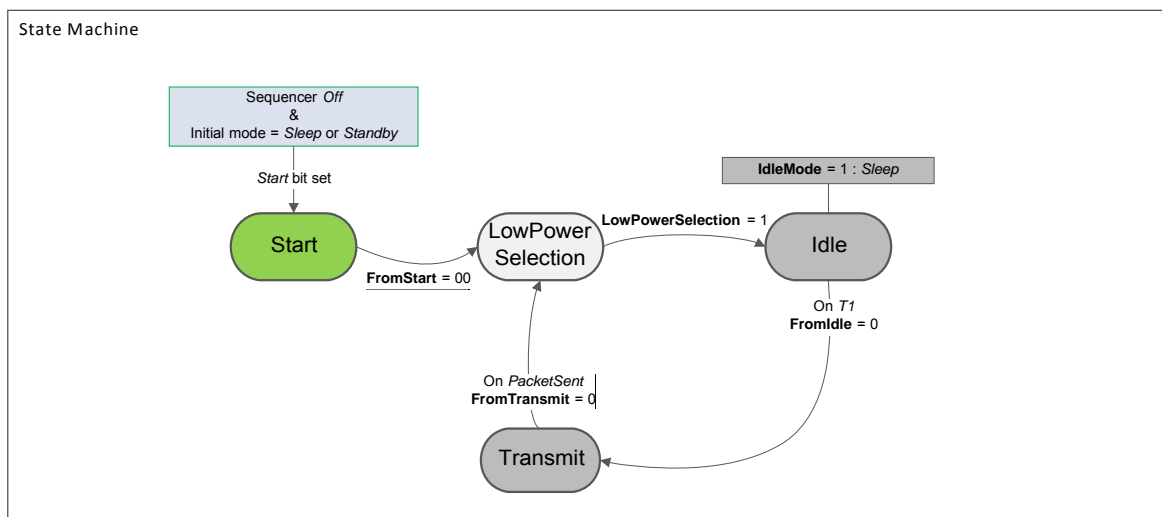 State Machine
Sequencer Off
&
Initial mode = Sleep or Standby
Start bit set
IdleMode = 1 : Sleep
Start
FromStart = 00
LowPower
Selection
LowPowerSelection = 1
Idle
On T1
FromIdle = 0
On PacketSent
FromTransmit = 0
Transmit